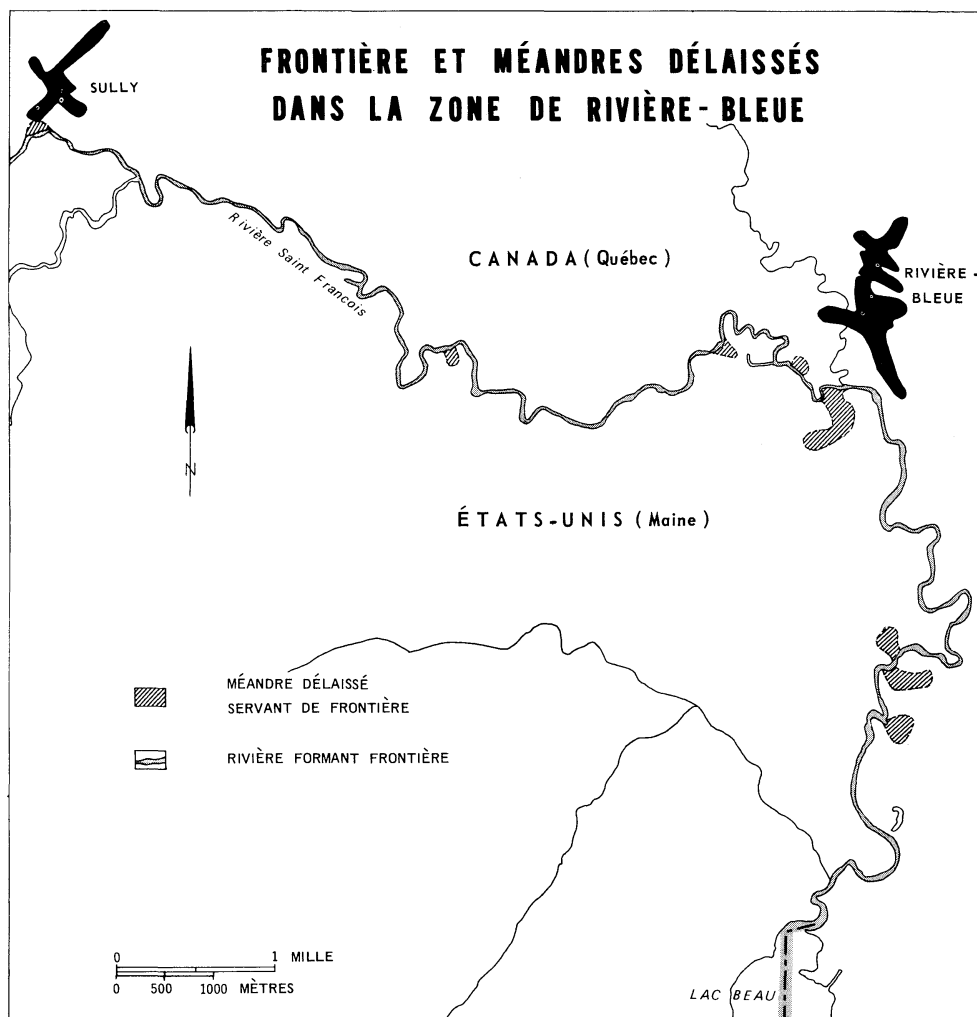 FRONTIÈRE ET MÉANDRES DÉLAISSÉS
DANS LA ZONE DE RIVIÈRE-BLEUE
SULLY
Rivière Saint Francois
CANADA (Québec)
RIVIÈRE-
BLEUE
N
ÉTATS-UNIS (Maine)
MÉANDRE DÉLAISSÉ
SERVANT DE FRONTIÈRE
RIVIÈRE FORMANT FRONTIÈRE
0 1 MILLE
0 500 1000 MÈTRES
LAC BEAU